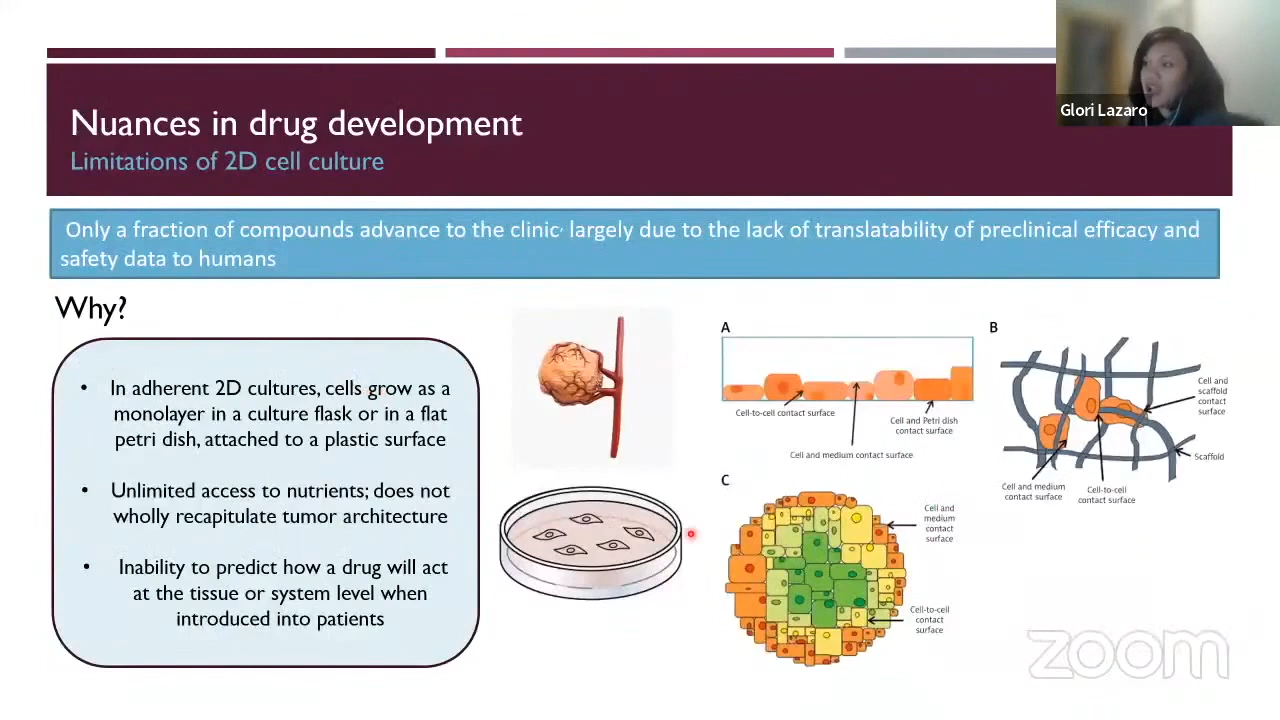 Glori Lazaro
Nuances in drug development
Limitations of 2D cell culture
Only a fraction of compounds advance to the clinic, largely due to the lack of translatability of preclinical efficacy and
safety data to humans
Why?
• In adherent 2D cultures, cells grow as a
monolayer in a culture flask or in a flat
petri dish, attached to a plastic surface
• Unlimited access to nutrients; does not
wholly recapitulate tumor architecture
• Inability to predict how a drug will act
at the tissue or system level when
introduced into patients
A
Cell-to-cell contact surface
Cell and Petri dish
contact surface
Cell and medium contact surface
B
Cell and
scaffold
contact
surface
Scaffold
Cell and medium
contact surface
Cell-to-cell
contact surface
C
Cell and
medium
contact
surface
Cell-to-cell
contact
surface
zoom